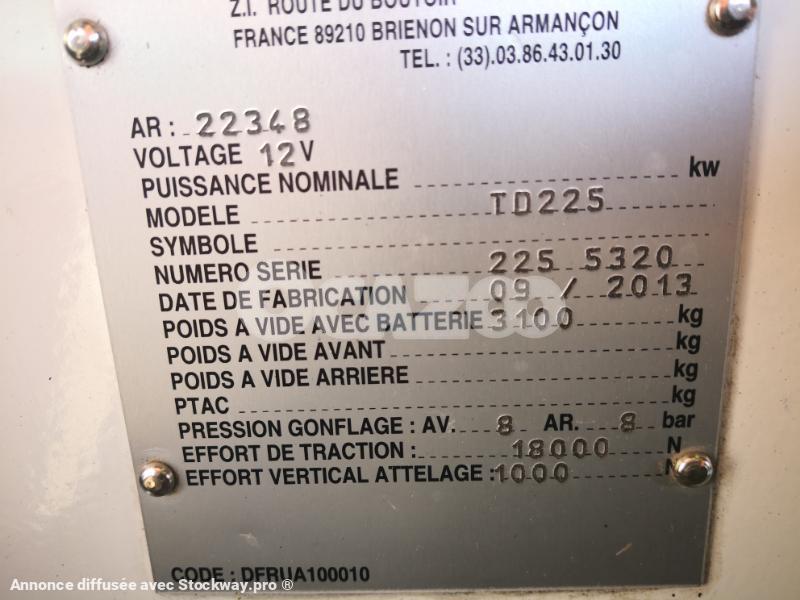 Z.I. ROUTE DU BOUTOIR
FRANCE 89210 BRIENON SUR ARMANÇON
TEL. : (33).03.86.43.01.30
AR : 22348
VOLTAGE 12 V
PUISSANCE NOMINALE kw
MODELE TD225
SYMBOLE
NUMERO SERIE 225 5320
DATE DE FABRICATION 09 / 2013
POIDS A VIDE AVEC BATTERIE 3100 kg
POIDS A VIDE AVANT kg
POIDS A VIDE ARRIERE kg
PTAC kg
PRESSION GONFLAGE : AV. 8 AR. 8 bar
EFFORT DE TRACTION : 18000 N
EFFORT VERTICAL ATTELAGE : 1000 N
CODE : DFRUA100010
Annonce diffusée avec Stockway.pro ®